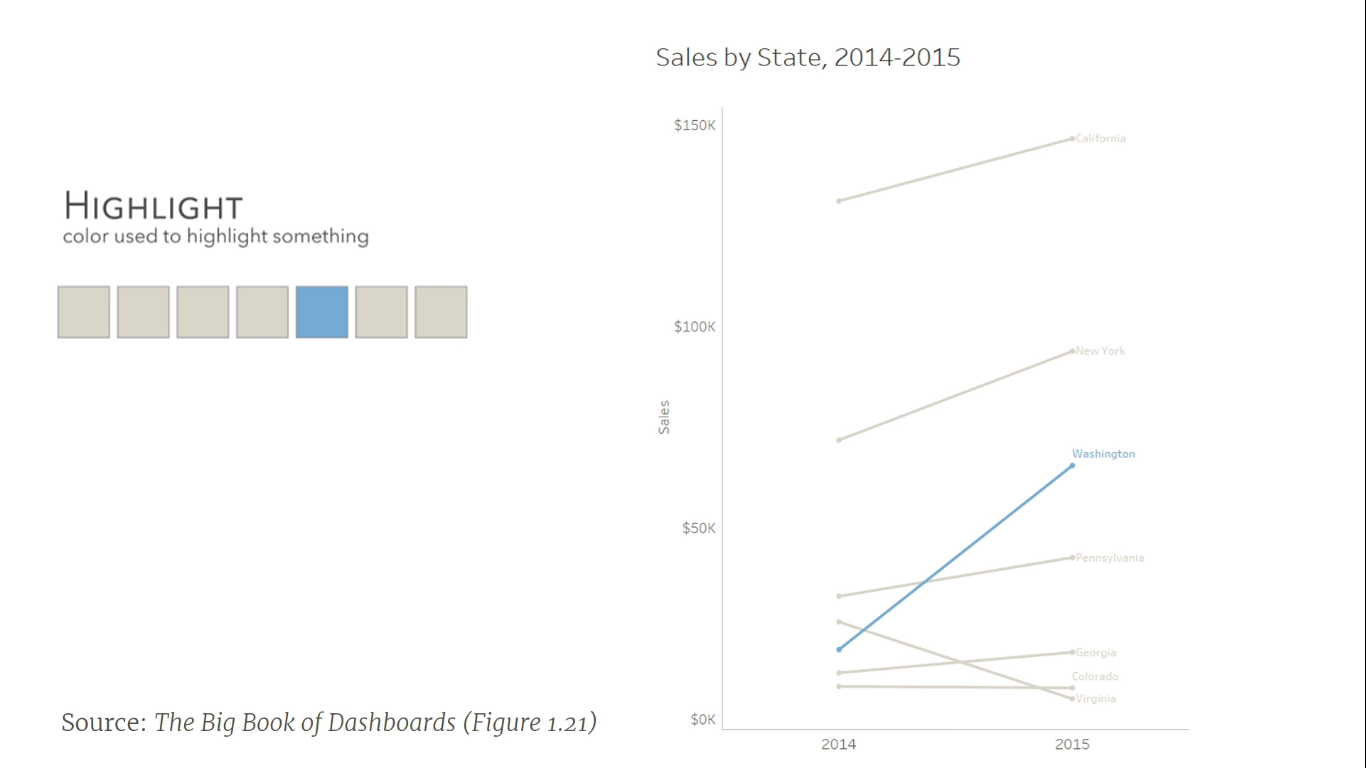 Sales by State, 2014-2015
HIGHLIGHT
color used to highlight something
$150K
$100K
$50K
$0K
Sales
California
New York
Washington
Pennsylvania
Georgia
Colorado
Virginia
2014
2015
Source: The Big Book of Dashboards (Figure 1.21)